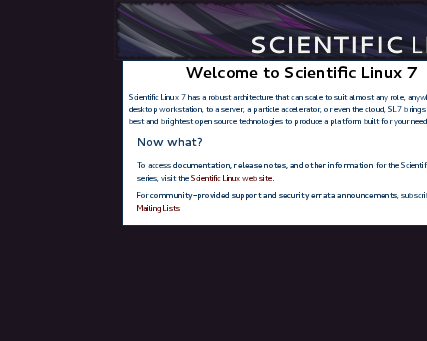 SCIENTIFIC LI
Welcome to Scientific Linux 7
Scientific Linux 7 has a robust architecture that can scale to suit almost any role, anyw
desktop workstation, to a server, a particle accelerator, or even the cloud, SL7 brings
best and brightest open source technologies to produce a platform built for your need
Now what?
To access documentation, release notes, and other information for the Scientif
series, visit the Scientific Linux web site.
For community-provided support and security errata announcements, subscri
Mailing Lists